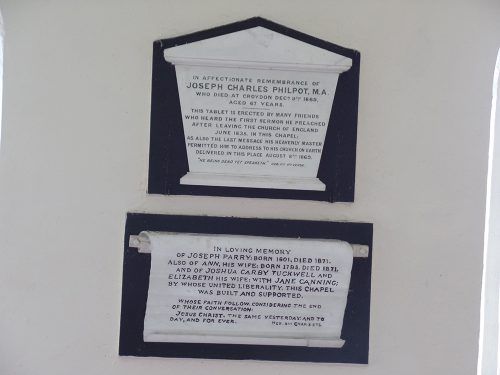 IN AFFECTIONATE REMEMBRANCE OF
JOSEPH CHARLES PHILPOT, M.A.
WHO DIED AT CROYDON DECR 9TH 1869,
AGED 67 YEARS.
THIS TABLET IS ERECTED BY MANY FRIENDS
WHO HEARD THE FIRST SERMON HE PREACHED
AFTER LEAVING THE CHURCH OF ENGLAND
JUNE 1835, IN THIS CHAPEL:
AS ALSO THE LAST MESSAGE HIS HEAVENLY MASTER
PERMITTED HIM TO ADDRESS TO HIS CHURCH ON EARTH
DELIVERED IN THIS PLACE AUGUST 8TH 1869.
"HE BEING DEAD YET SPEAKETH."
IN LOVING MEMORY
OF JOSEPH PARRY; BORN 1801, DIED 1871.
ALSO OF ANN, HIS WIFE; BORN 1793, DIED 1871,
AND OF JOSHUA CARBY TUCKWELL AND
ELIZABETH HIS WIFE; WITH JANE CANNING;
BY WHOSE UNITED LIBERALITY, THIS CHAPEL
WAS BUILT AND SUPPORTED.
WHOSE FAITH FOLLOW, CONSIDERING THE END
OF THEIR CONVERSATION:
JESUS CHRIST, THE SAME YESTERDAY, AND TO
DAY, AND FOR EVER.